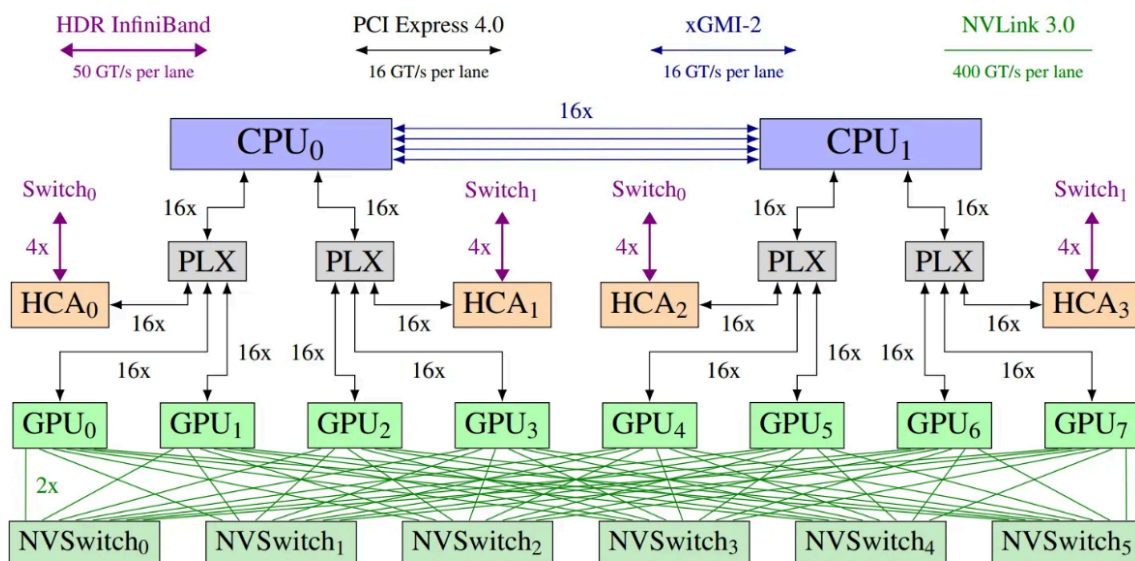 HDR InfiniBand
PCI Express 4.0
xGMI-2
NVLink 3.0
50 GT/s per lane
16 GT/s per lane
16 GT/s per lane
400 GT/s per lane
16x
CPU₀
CPU₁
Switch₀
16x
16x
Switch₁
Switch₀
16x
16x
Switch₁
4x
PLX
PLX
4x
4x
PLX
PLX
4x
HCA₀
HCA₁
HCA₂
HCA₃
16x
16x
16x
16x
16x
16x
16x
16x
16x
16x
16x
16x
GPU₀
GPU₁
GPU₂
GPU₃
GPU₄
GPU₅
GPU₆
GPU₇
2x
NVSwitch₀
NVSwitch₁
NVSwitch₂
NVSwitch₃
NVSwitch₄
NVSwitch₅